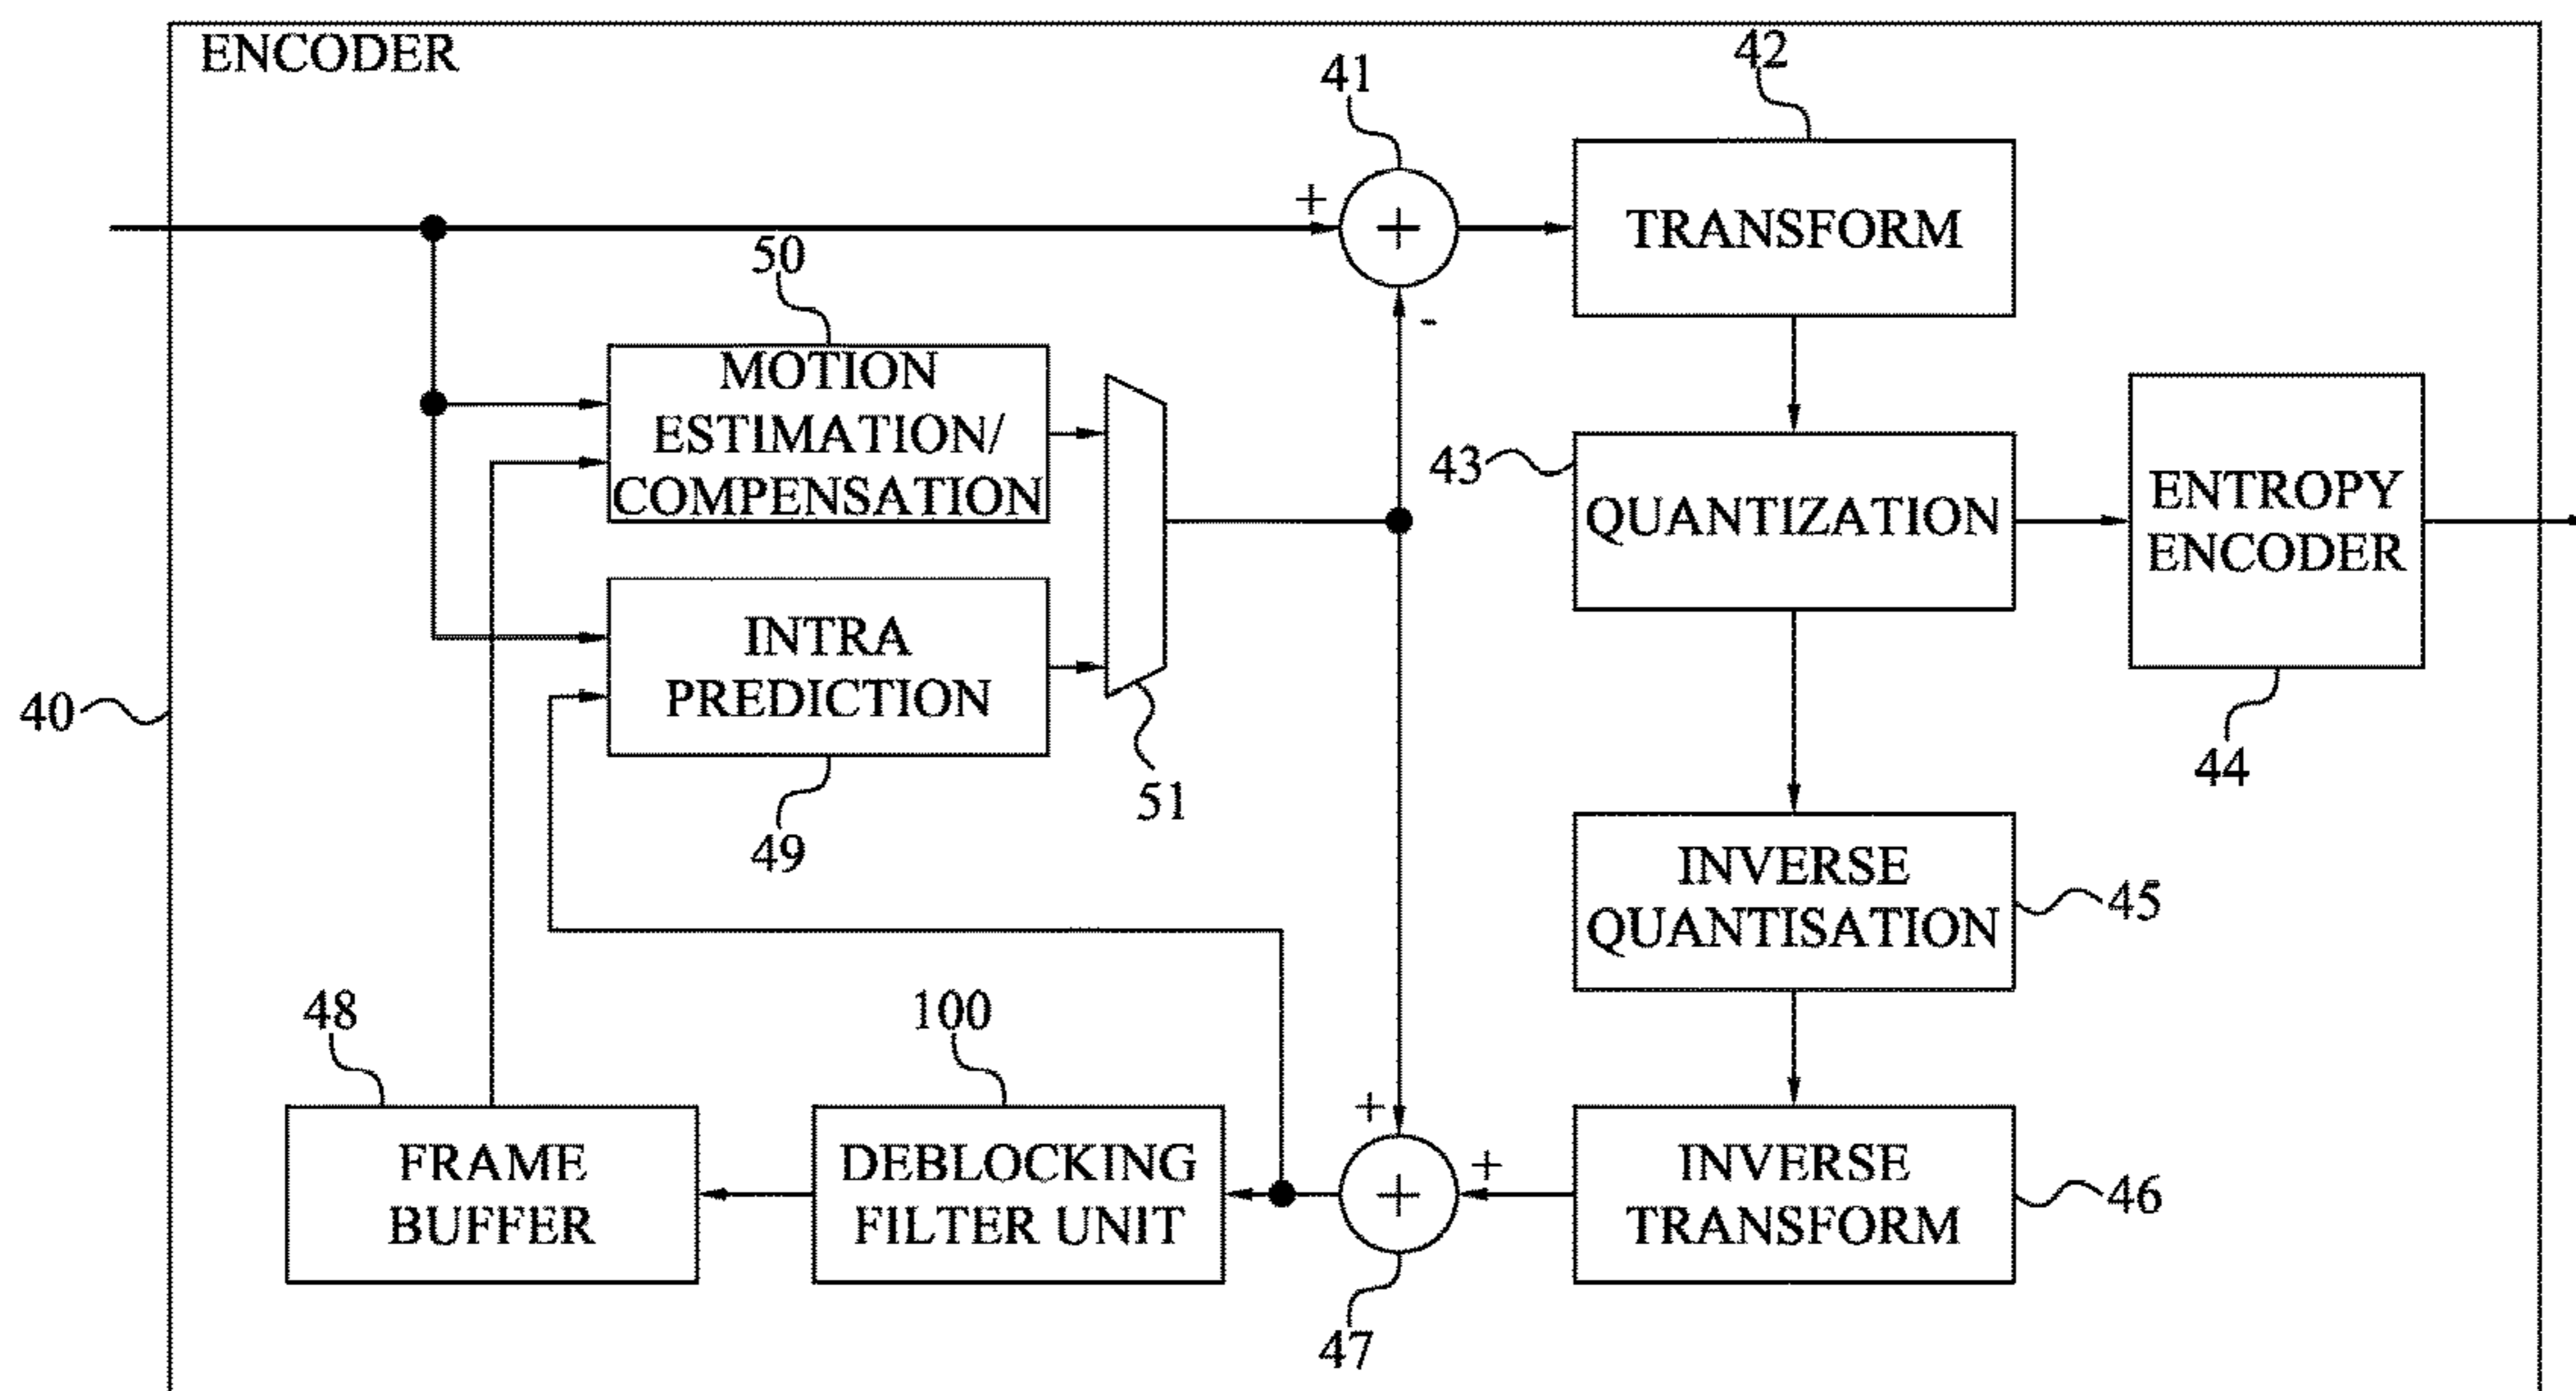 ENCODER
41
42
+
+
TRANSFORM
-
50
MOTION
ESTIMATION/
COMPENSATION
43
QUANTIZATION
ENTROPY
ENCODER
44
INTRA
PREDICTION
40
51
49
INVERSE
QUANTISATION
45
48
100
FRAME
BUFFER
DEBLOCKING
FILTER UNIT
+
+
+
INVERSE
TRANSFORM
46
47